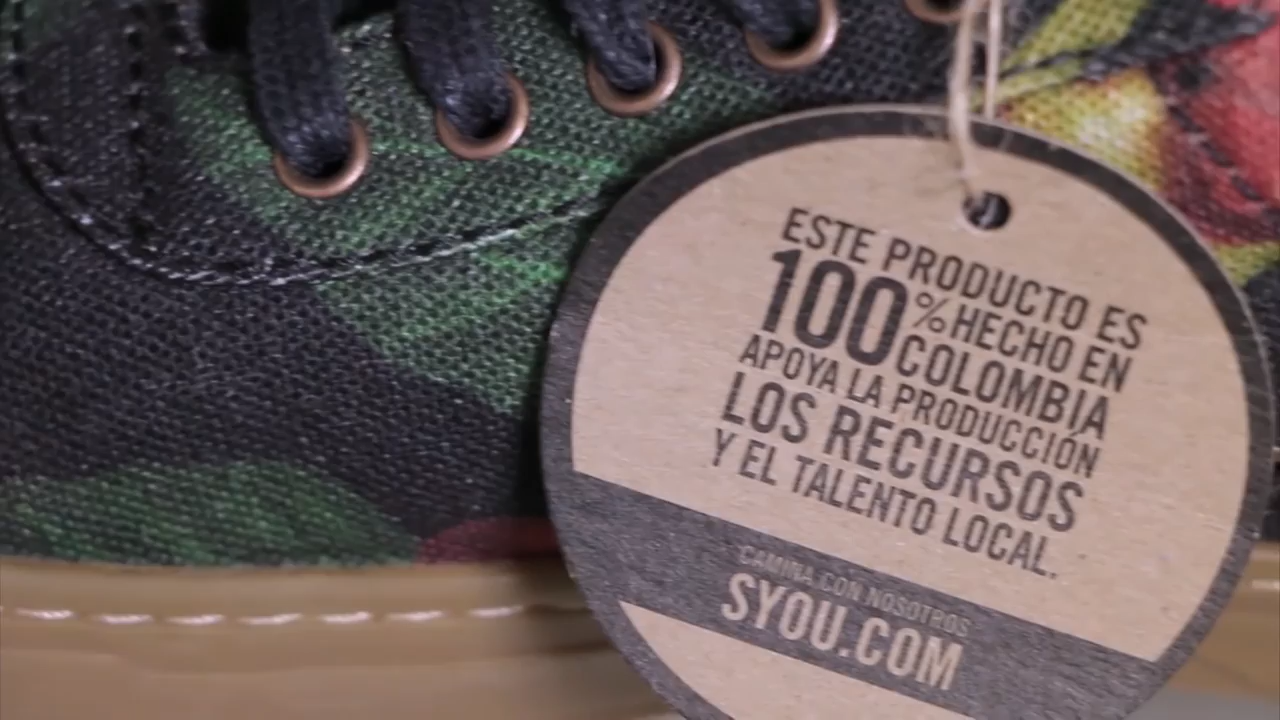 ESTE PRODUCTO ES
100% HECHO EN
COLOMBIA
APOYA LA PRODUCCIÓN
LOS RECURSOS
Y EL TALENTO LOCAL.
CAMINA CON NOSOTROS
SYOU.COM